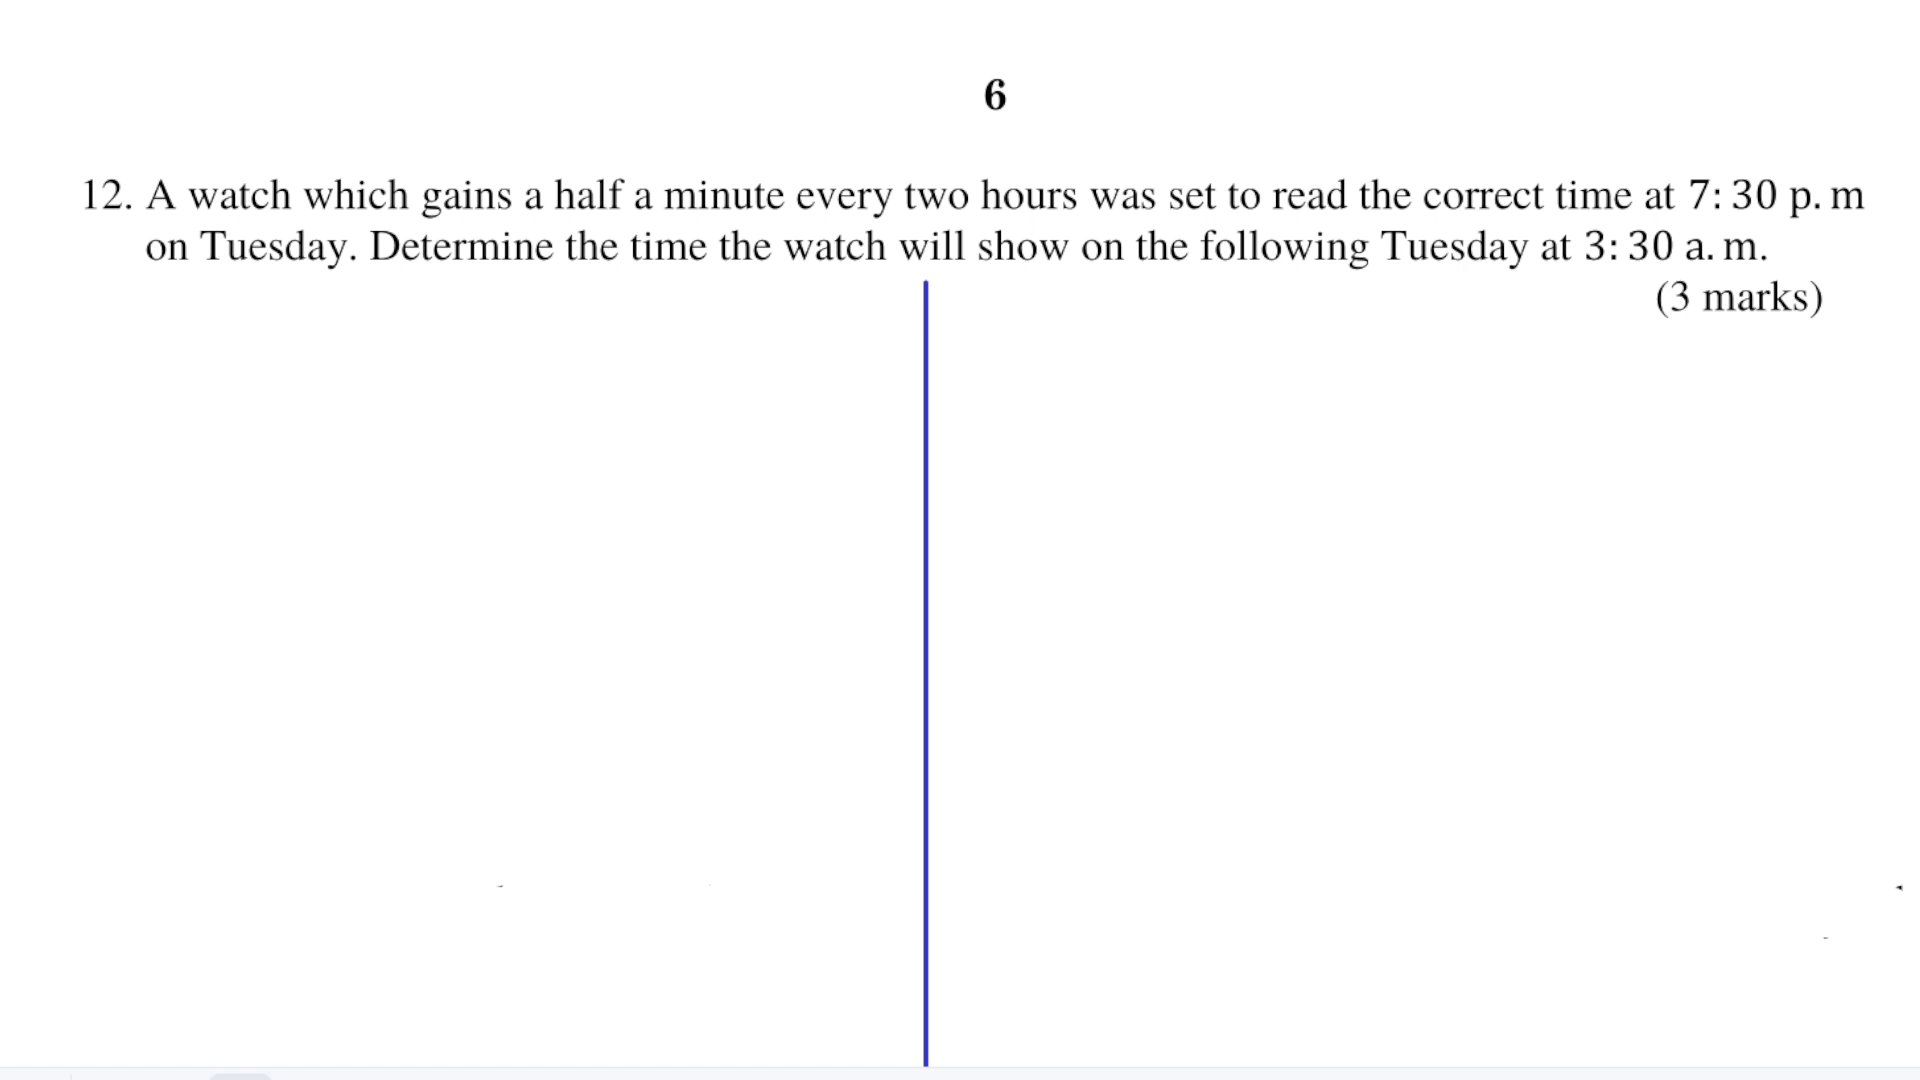 6
12. A watch which gains a half a minute every two hours was set to read the correct time at 7: 30 p. m
on Tuesday. Determine the time the watch will show on the following Tuesday at 3: 30 a. m.
(3 marks)